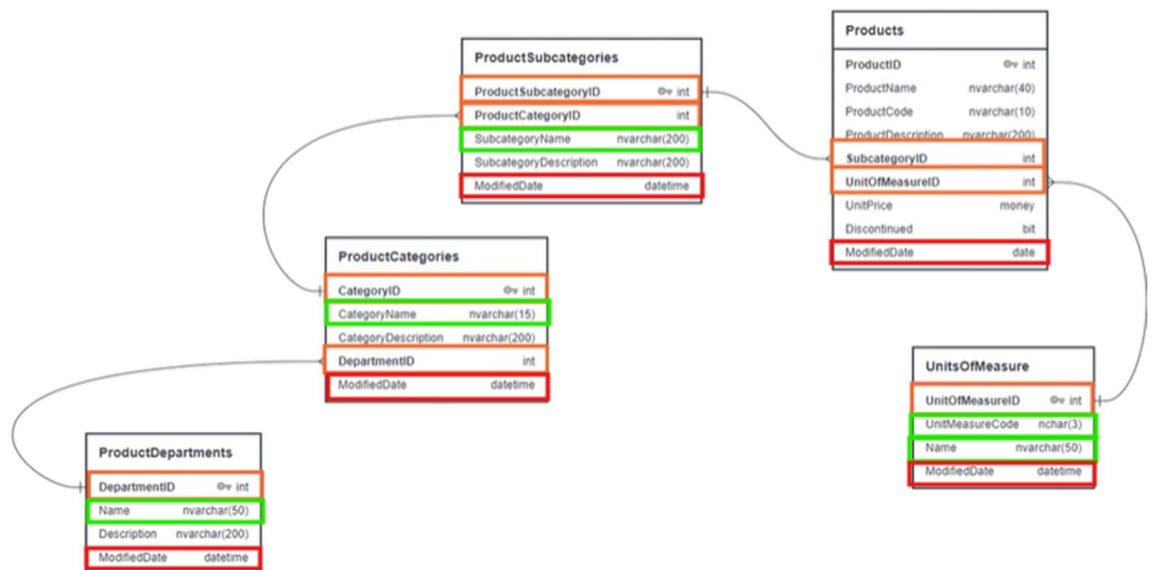 ProductSubcategories
ProductSubcategoryID int
ProductCategoryID int
SubcategoryName nvarchar(200)
SubcategoryDescription nvarchar(200)
ModifiedDate datetime
Products
ProductID int
ProductName nvarchar(40)
ProductCode nvarchar(10)
ProductDescription nvarchar(200)
SubcategoryID int
UnitOfMeasureID int
UnitPrice money
Discontinued bit
ModifiedDate date
ProductCategories
CategoryID int
CategoryName nvarchar(15)
CategoryDescription nvarchar(200)
DepartmentID int
ModifiedDate datetime
UnitsOfMeasure
UnitOfMeasureID int
UnitMeasureCode nchar(3)
Name nvarchar(50)
ModifiedDate datetime
ProductDepartments
DepartmentID int
Name nvarchar(50)
Description nvarchar(200)
ModifiedDate datetime